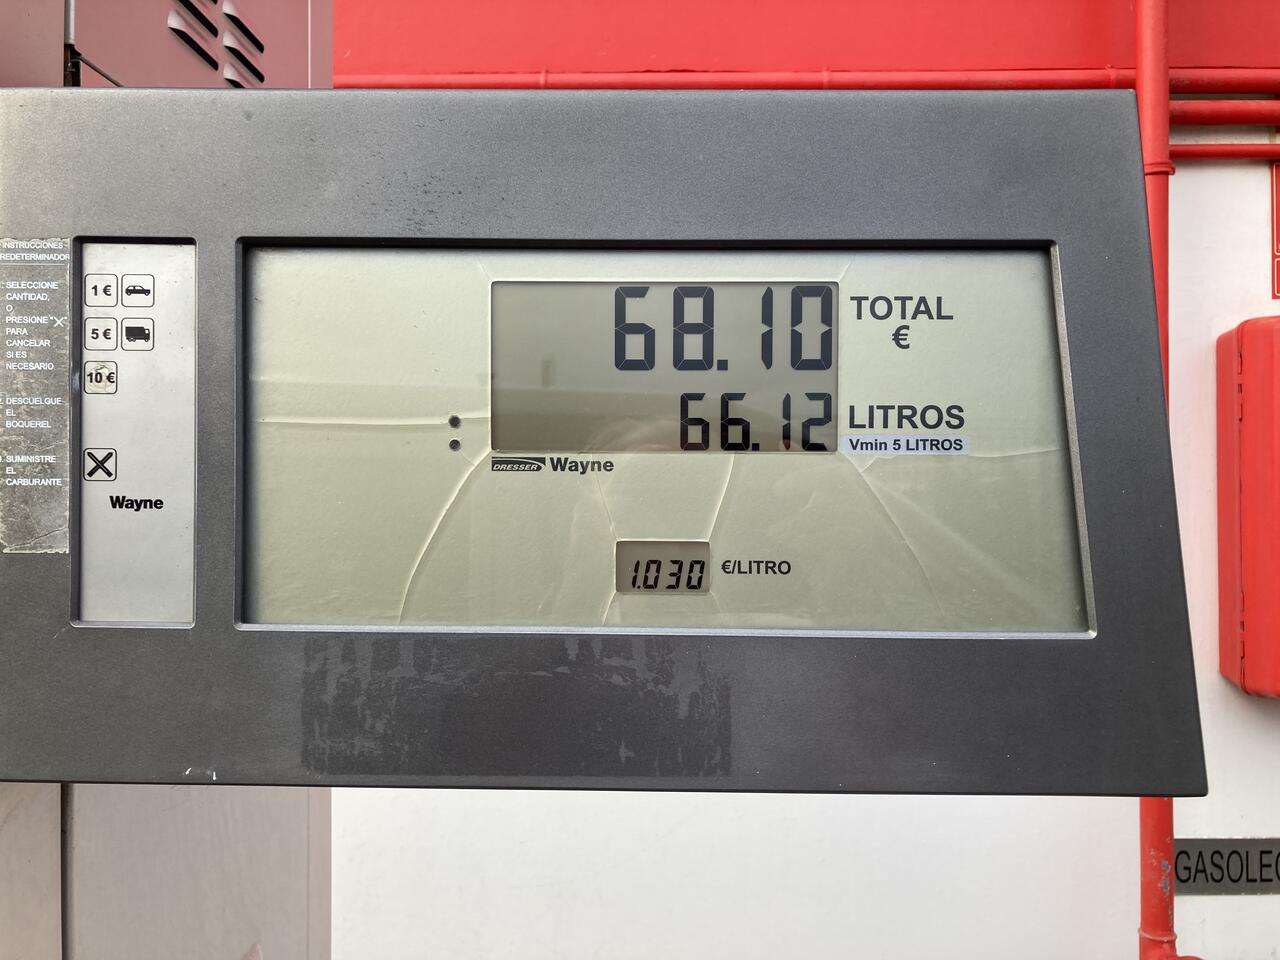 INSTRUCCIONES
REDETERMINADOR
SELECCIONE
CANTIDAD,
O
PRESIONE "X"
PARA
CANCELAR
SI ES
NECESARIO
DESCUELGUE
EL
BOQUEREL
SUMINISTRE
EL
CARBURANTE
1 €
5 €
10 €
Wayne
68.10 TOTAL
€
66.12 LITROS
Vmin 5 LITROS
DRESSER Wayne
1.030 €/LITRO
GASOLEO